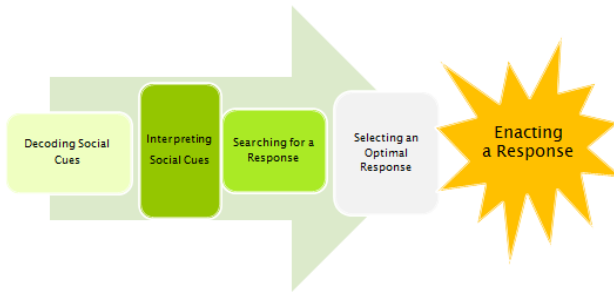 Decoding Social
Cues
Interpreting
Social Cues
Searching for a
Response
Selecting an
Optimal
Response
Enacting
a Response